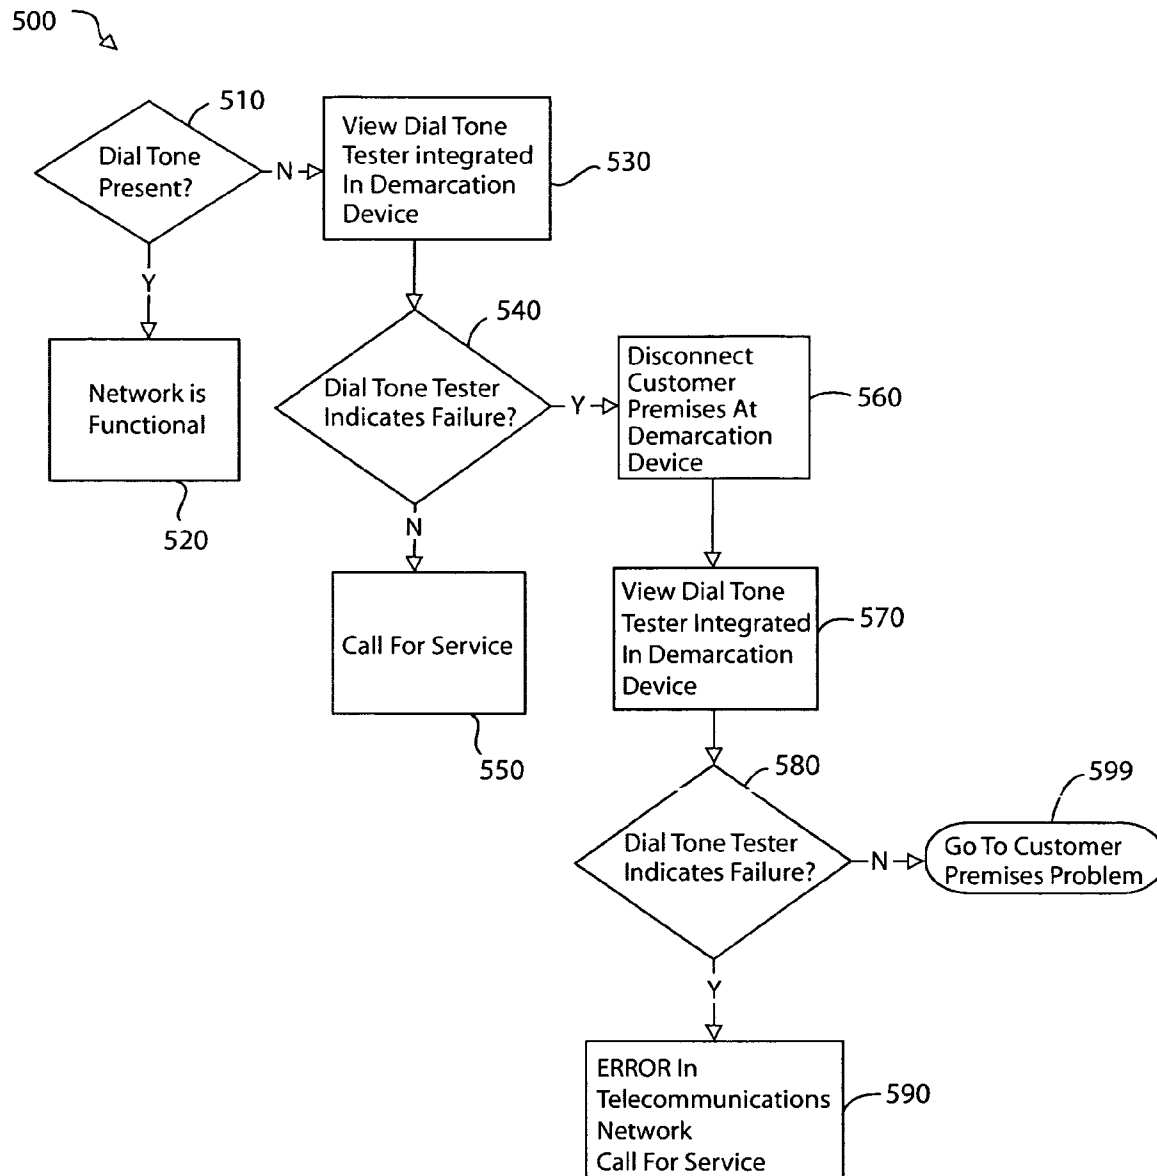 500
510
Dial Tone
Present?
N
View Dial Tone
Tester integrated
In Demarcation
Device
530
Y
Network is
Functional
520
540
Dial Tone Tester
Indicates Failure?
Y
Disconnect
Customer
Premises At
Demarcation
Device
560
N
Call For Service
550
View Dial Tone
Tester Integrated
In Demarcation
Device
570
580
Dial Tone Tester
Indicates Failure?
N
599
Go To Customer
Premises Problem
Y
ERROR In
Telecommunications
Network
Call For Service
590